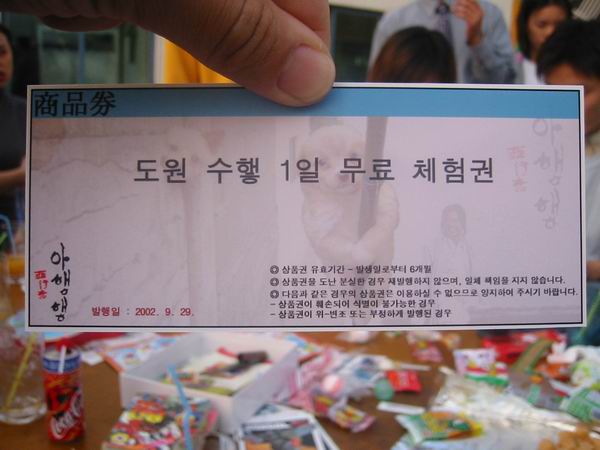 商品券
도원 수행 1일 무료 체험권
아햏햏
◎ 상품권 유효기간 - 발행일로부터 6개월
◎ 상품권을 도난 분실한 경우 재발행하지 않으며, 일체 책임을 지지 않습니다.
◎ 다음과 같은 경우의 상품권은 이용하실 수 없으므로 양지하여 주시기 바랍니다.
- 상품권이 훼손되어 식별이 불가능한 경우
- 상품권이 위·변조 또는 부정하게 발행된 경우
발행일 : 2002. 9. 29.
아햏햏